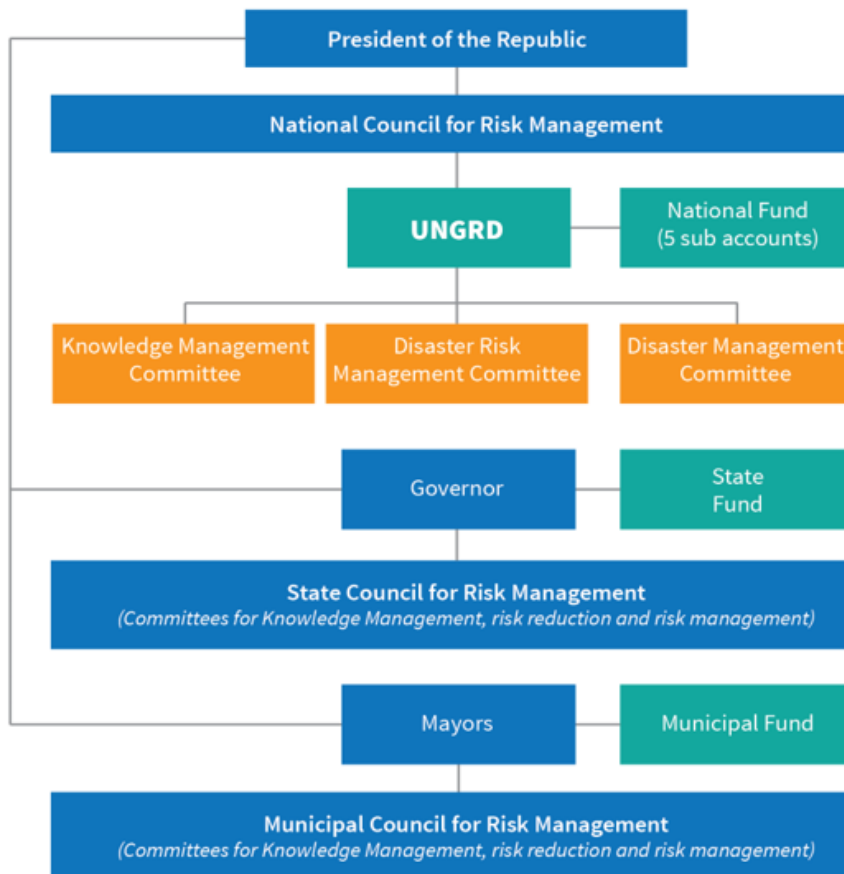 President of the Republic
National Council for Risk Management
UNGRD
National Fund
(5 sub accounts)
Knowledge Management
Committee
Disaster Risk
Management Committee
Disaster Management
Committee
Governor
State
Fund
State Council for Risk Management
(Committees for Knowledge Management, risk reduction and risk management)
Mayors
Municipal Fund
Municipal Council for Risk Management
(Committees for Knowledge Management, risk reduction and risk management)